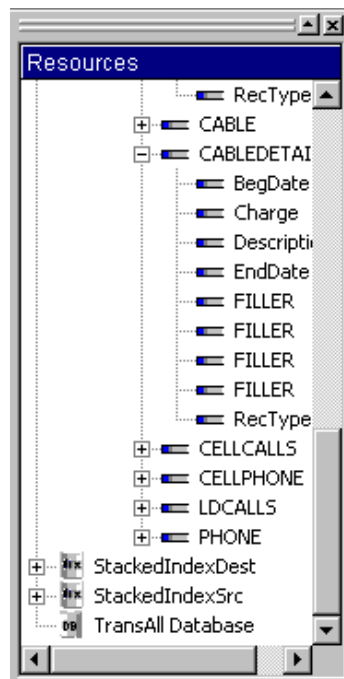 Resources
RecType
CABLE
CABLEDETAI
BegDate
Charge
Descripti
EndDate
FILLER
FILLER
FILLER
FILLER
RecType
CELLCALLS
CELLPHONE
LDCALLS
PHONE
StackedIndexDest
StackedIndexSrc
DB TransAll Database